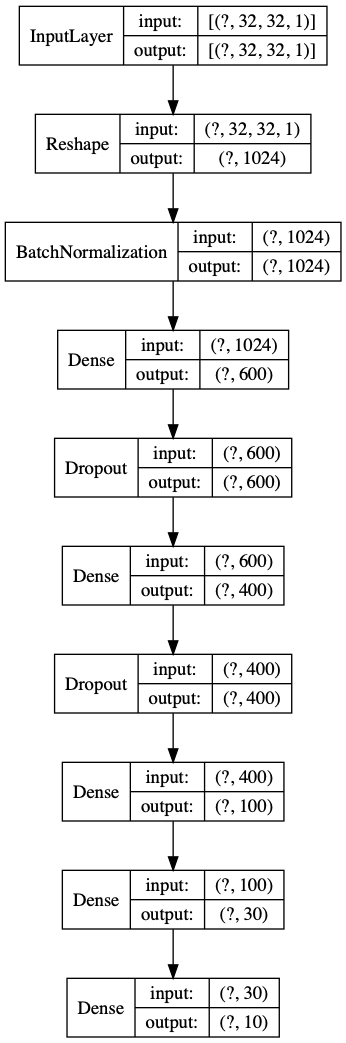 InputLayer
input: [(?, 32, 32, 1)]
output: [(?, 32, 32, 1)]
Reshape
input: (?, 32, 32, 1)
output: (?, 1024)
BatchNormalization
input: (?, 1024)
output: (?, 1024)
Dense
input: (?, 1024)
output: (?, 600)
Dropout
input: (?, 600)
output: (?, 600)
Dense
input: (?, 600)
output: (?, 400)
Dropout
input: (?, 400)
output: (?, 400)
Dense
input: (?, 400)
output: (?, 100)
Dense
input: (?, 100)
output: (?, 30)
Dense
input: (?, 30)
output: (?, 10)